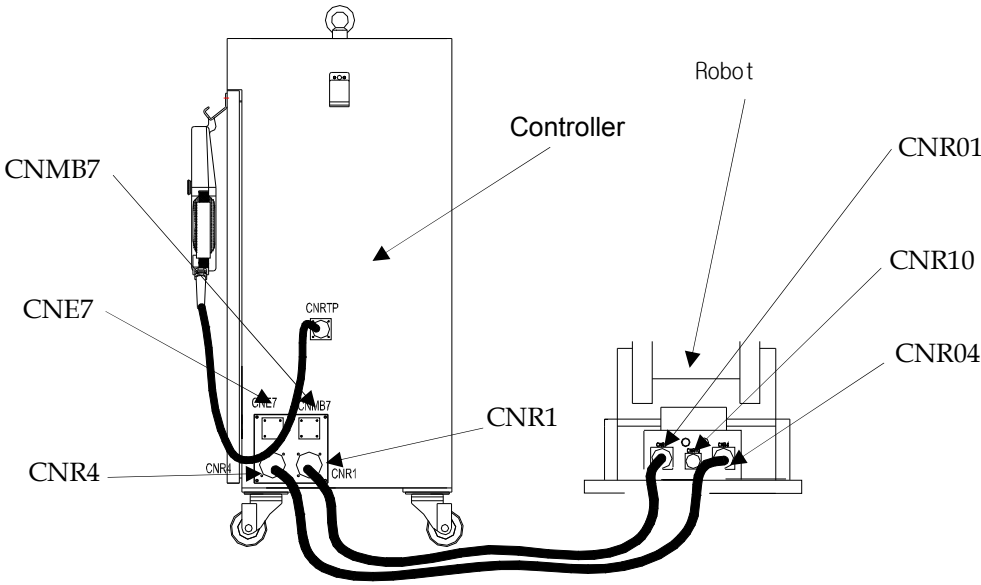 Robot
Controller
CNR01
CNMB7
CNR10
CNE7
CNRTP
CNR04
CNE7
CNMB7
CNR1
CNR4
CNR4
CNR1